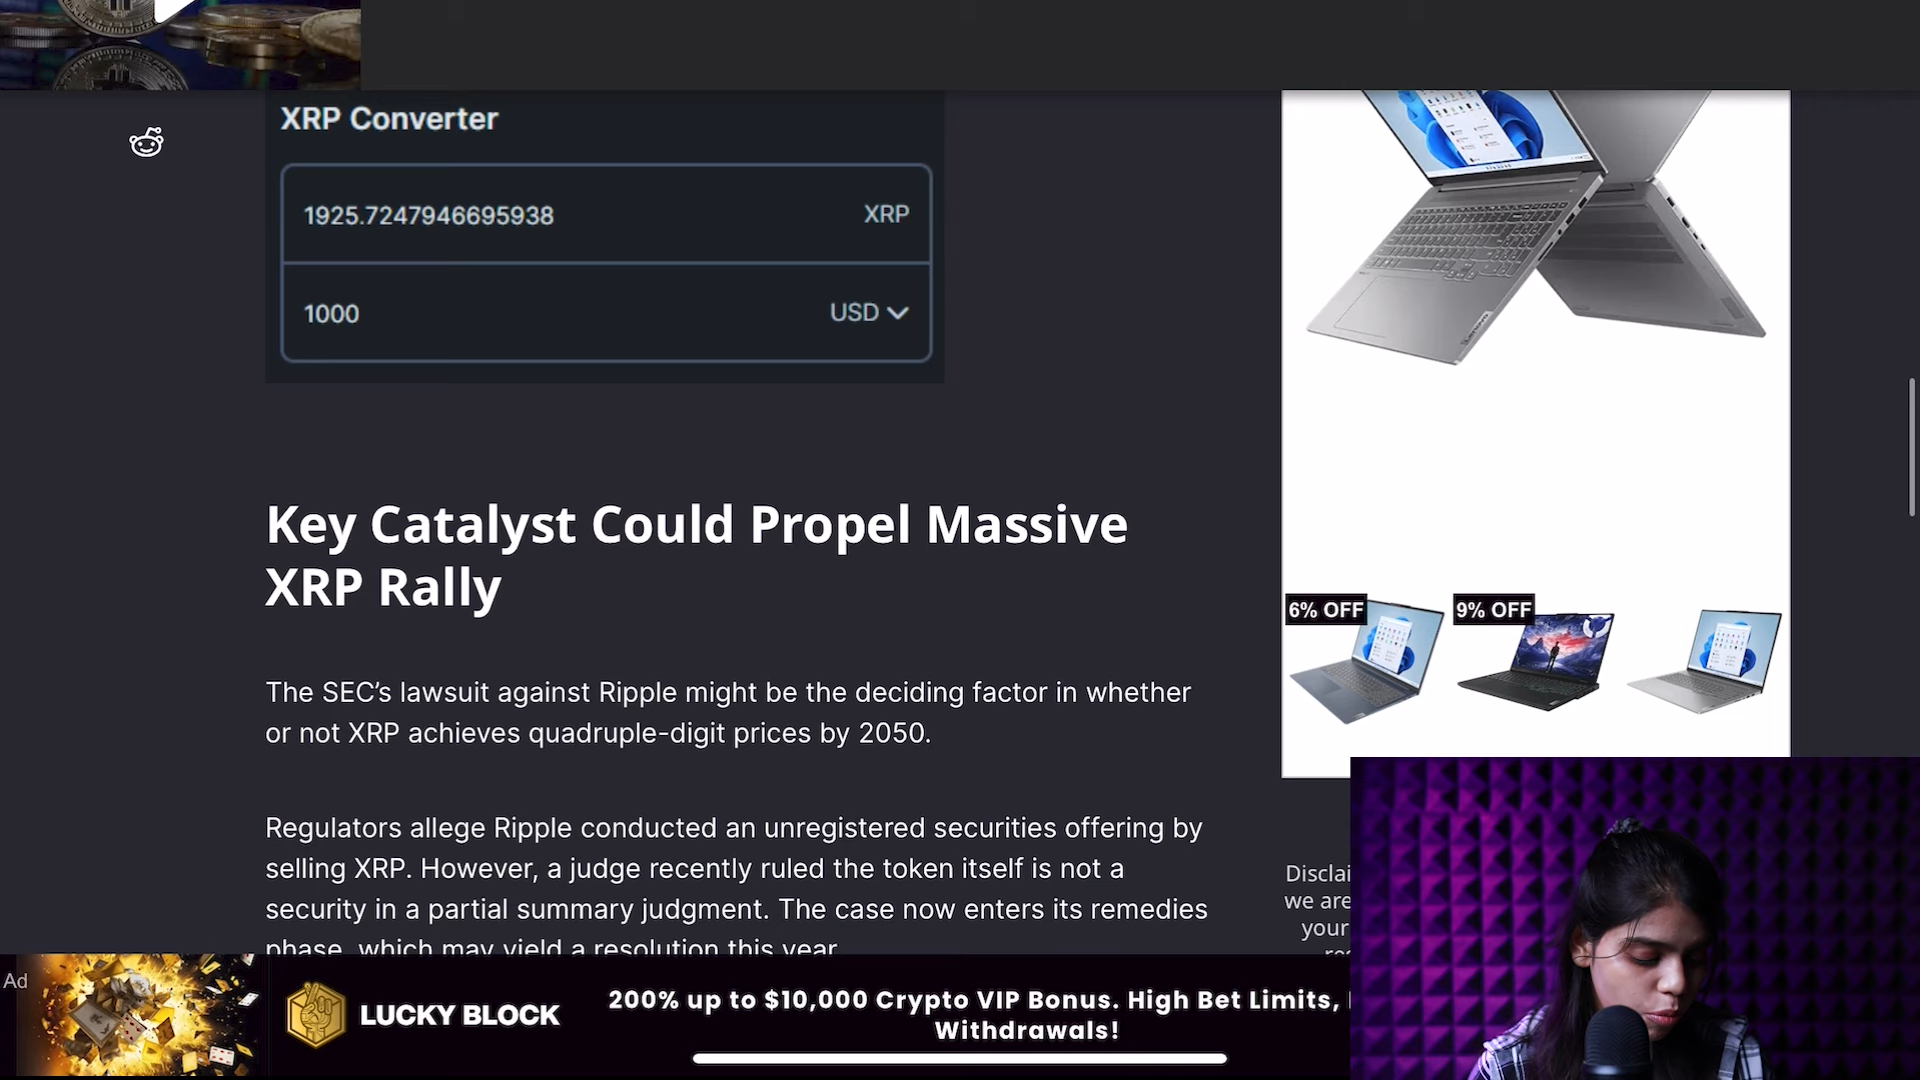 XRP Converter
1925.7247946695938 XRP
1000 USD
Key Catalyst Could Propel Massive
XRP Rally
The SEC’s lawsuit against Ripple might be the deciding factor in whether
or not XRP achieves quadruple-digit prices by 2050.
Regulators allege Ripple conducted an unregistered securities offering by
selling XRP. However, a judge recently ruled the token itself is not a
security in a partial summary judgment. The case now enters its remedies
phase, which may yield a resolution this year.
6% OFF
9% OFF
we are
your
Ad
LUCKY BLOCK
200% up to $10,000 Crypto VIP Bonus. High Bet Limits,
Withdrawals!